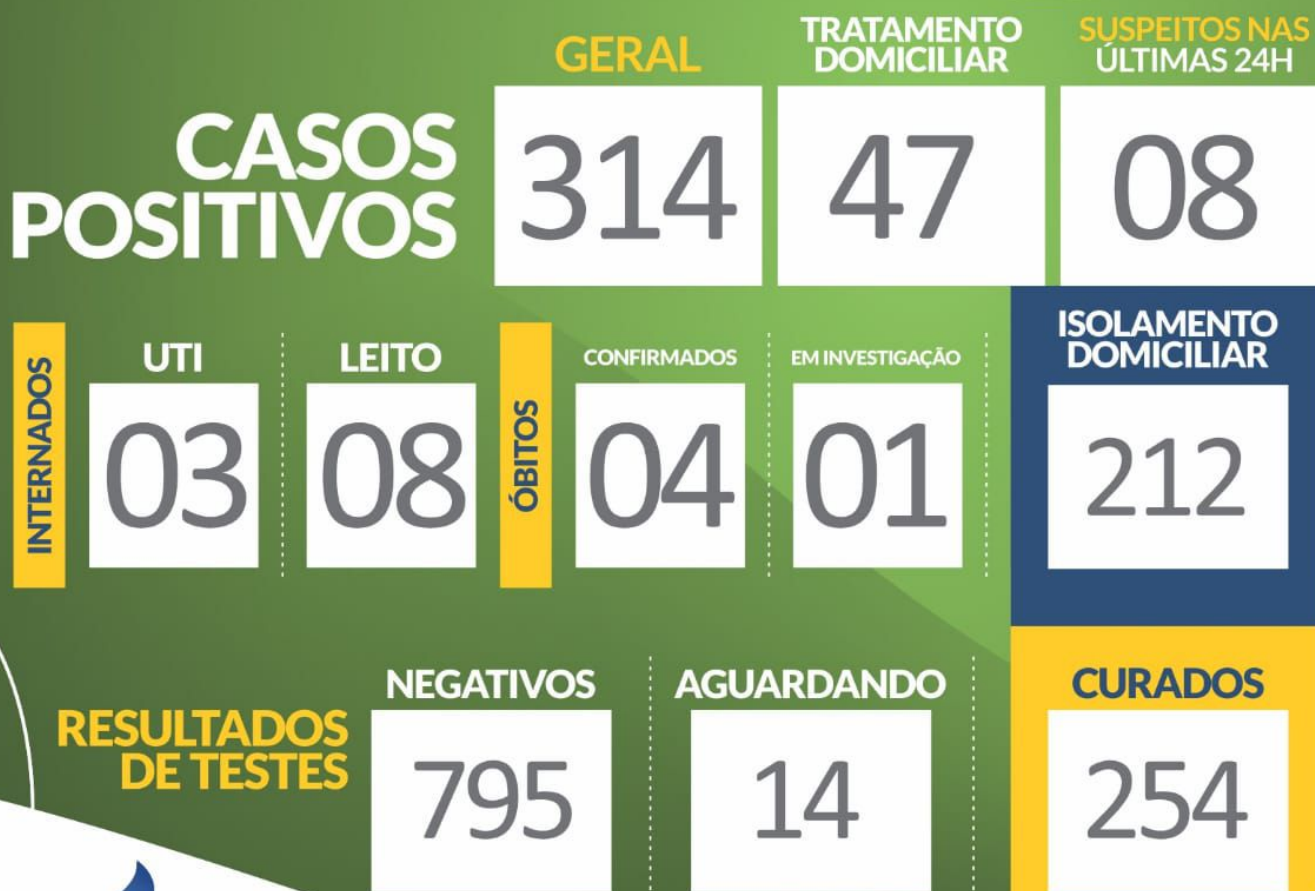 CASOS
POSITIVOS
GERAL
314
TRATAMENTO
DOMICILIAR
47
SUSPEITOS NAS
ÚLTIMAS 24H
08
INTERNADOS
UTI
03
LEITO
08
ÓBITOS
CONFIRMADOS
04
EM INVESTIGAÇÃO
01
ISOLAMENTO
DOMICILIAR
212
RESULTADOS
DE TESTES
NEGATIVOS
795
AGUARDANDO
14
CURADOS
254